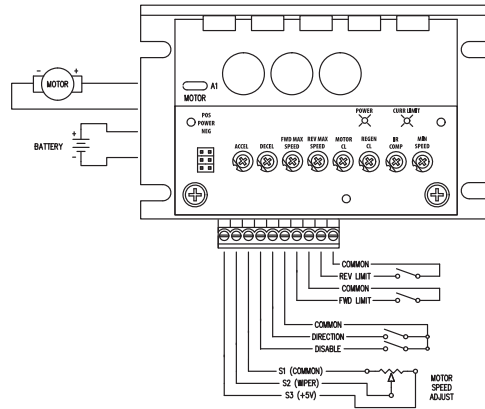 - +
MOTOR
A1
MOTOR
POS
POWER
NEG
POWER
CURR LIMIT
BATTERY
+
-
ACCEL
DECEL
FWD MAX
SPEED
REV MAX
SPEED
MOTOR
CL
REGEN
CL
IR
COMP
MIN
SPEED
COMMON
REV LIMIT
COMMON
FWD LIMIT
COMMON
DIRECTION
DISABLE
S1 (COMMON)
S2 (WIPER)
S3 (+5V)
MOTOR
SPEED
ADJUST